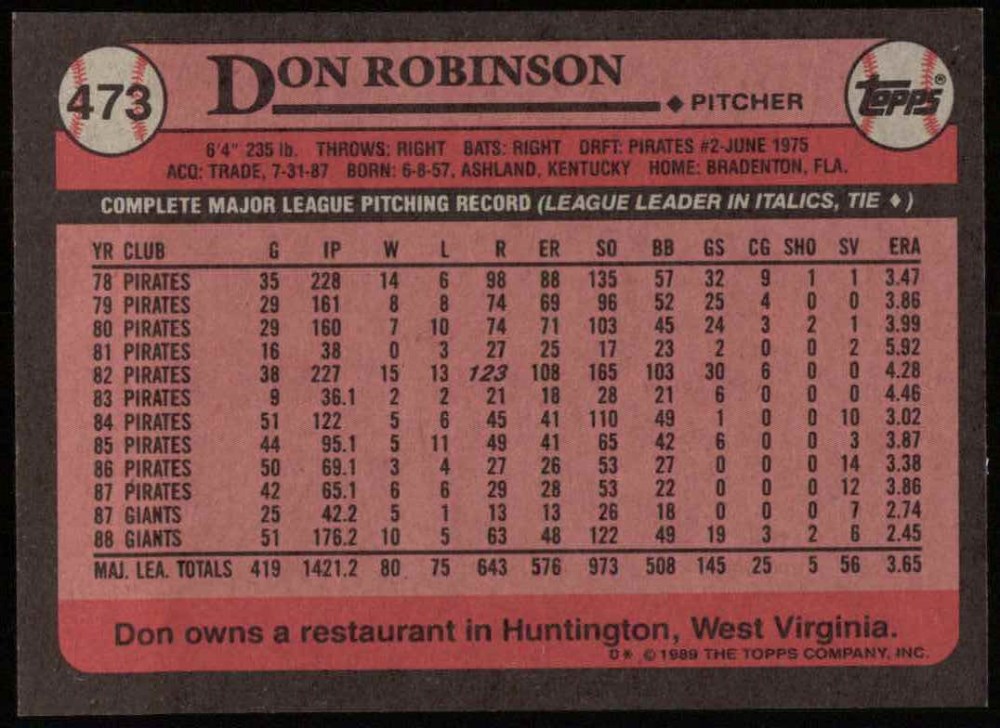 473
DON ROBINSON
◆ PITCHER
TOPPS®
6'4" 235 lb. THROWS: RIGHT BATS: RIGHT DRFT: PIRATES #2-JUNE 1975
ACQ: TRADE, 7-31-87 BORN: 6-8-57, ASHLAND, KENTUCKY HOME: BRADENTON, FLA.
COMPLETE MAJOR LEAGUE PITCHING RECORD (LEAGUE LEADER IN ITALICS, TIE ♦)
YR CLUB G IP W L R ER SO BB GS CG SHO SV ERA
78 PIRATES 35 228 14 6 98 88 135 57 32 9 1 1 3.47
79 PIRATES 29 161 8 8 74 69 96 52 25 4 0 0 3.86
80 PIRATES 29 160 7 10 74 71 103 45 24 3 2 1 3.99
81 PIRATES 16 38 0 3 27 25 17 23 2 0 0 2 5.92
82 PIRATES 38 227 15 13 123 108 165 103 30 6 0 0 4.28
83 PIRATES 9 36.1 2 2 21 18 28 21 6 0 0 0 4.46
84 PIRATES 51 122 5 6 45 41 110 49 1 0 0 10 3.02
85 PIRATES 44 95.1 5 11 49 41 65 42 6 0 0 3 3.87
86 PIRATES 50 69.1 3 4 27 26 53 27 0 0 0 14 3.38
87 PIRATES 42 65.1 6 6 29 28 53 22 0 0 0 12 3.86
87 GIANTS 25 42.2 5 1 13 13 26 18 0 0 0 7 2.74
88 GIANTS 51 176.2 10 5 63 48 122 49 19 3 2 6 2.45
MAJ. LEA. TOTALS 419 1421.2 80 75 643 576 973 508 145 25 5 56 3.65
Don owns a restaurant in Huntington, West Virginia.
D* © 1989 THE TOPPS COMPANY, INC.